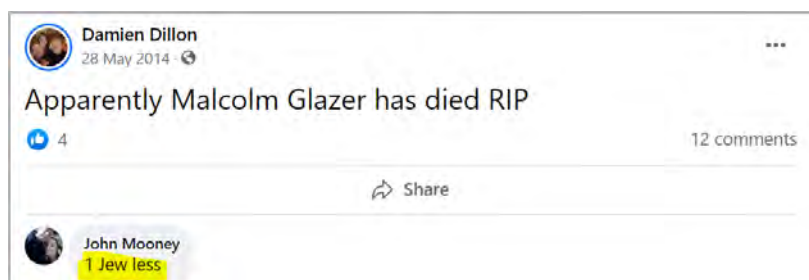 Damien Dillon
28 May 2014 ·
Apparently Malcolm Glazer has died RIP
4
12 comments
Share
John Mooney
1 Jew less